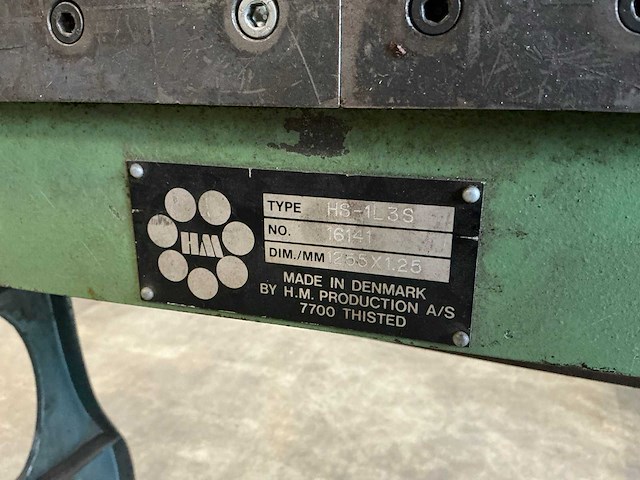 HM
TYPE HS-1L3S
NO. 16141
DIM./MM 1255X1.25
MADE IN DENMARK
BY H.M. PRODUCTION A/S
7700 THISTED